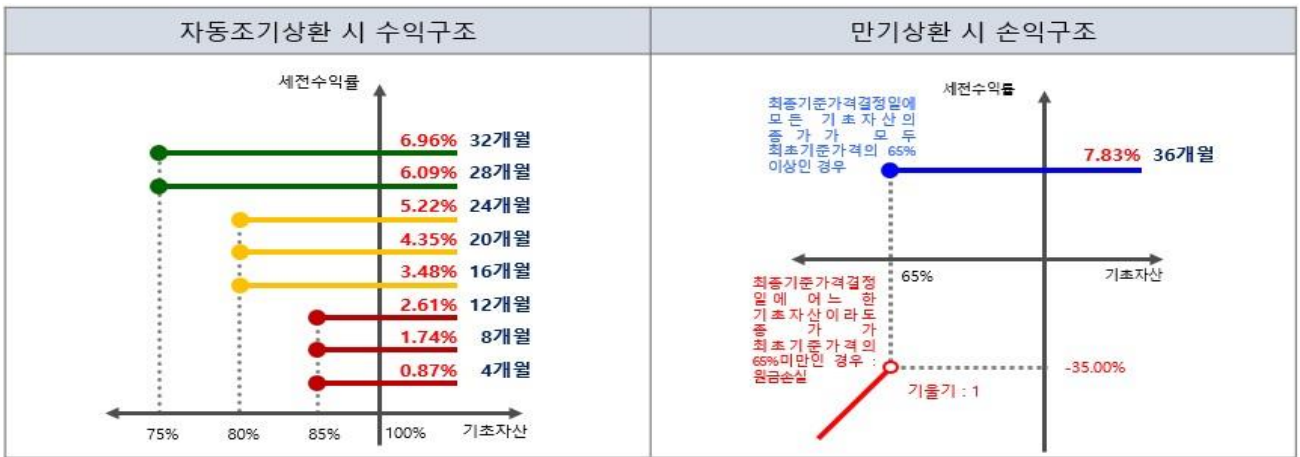 자동조기상환 시 수익구조
세전수익률
6.96% 32개월
6.09% 28개월
5.22% 24개월
4.35% 20개월
3.48% 16개월
2.61% 12개월
1.74% 8개월
0.87% 4개월
75% 80% 85% 100% 기초자산
만기상환 시 손익구조
세전수익률
최종기준가격결정일에
모든 기초자산의
종가가 모두
최초기준가격의 65%
이상인 경우
7.83% 36개월
65% 기초자산
최종기준가격결정
일에 어느 한
기초자산이라도
종가가
최초기준가격의
65%미만인 경우 :
원금손실
-35.00%
기울기 : 1